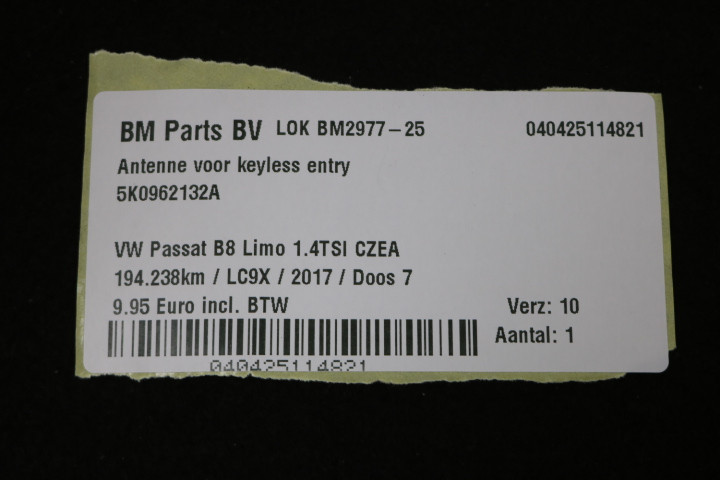 BM Parts BV LOK BM2977-25 040425114821
Antenne voor keyless entry
5K0962132A
VW Passat B8 Limo 1.4TSI CZEA
194.238km / LC9X / 2017 / Doos 7
9.95 Euro incl. BTW Verz: 10
Aantal: 1
040425114821